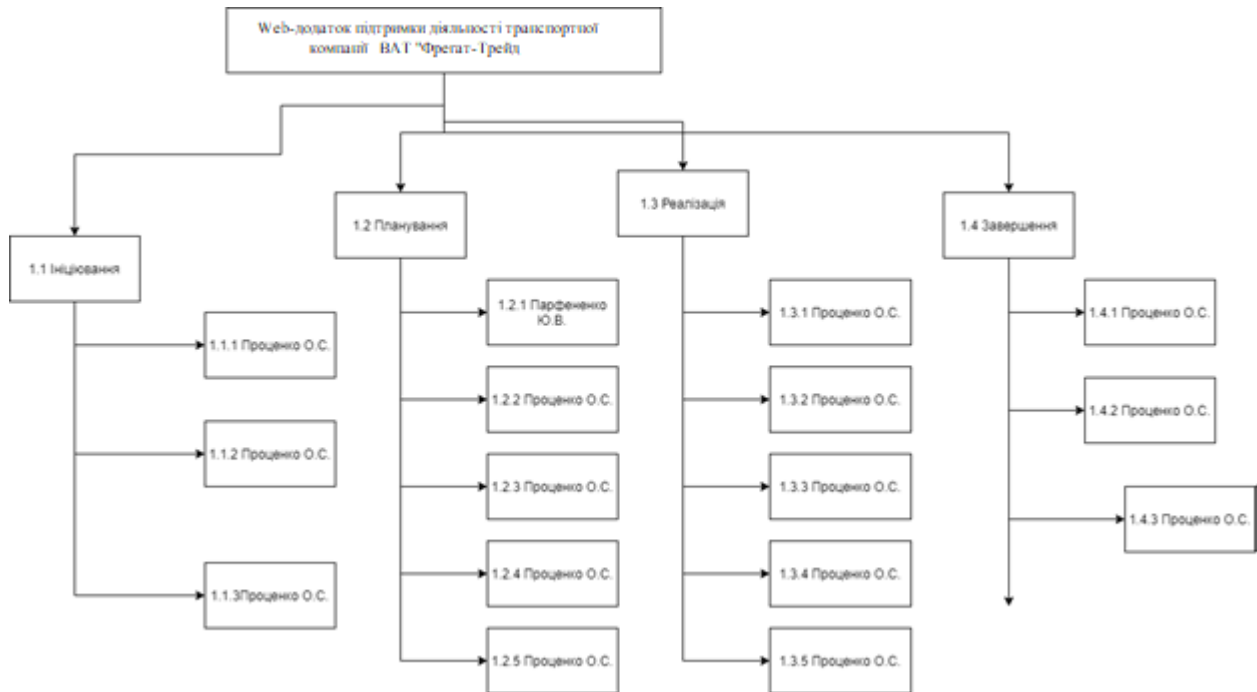 Web-додаток підтримки діяльності транспортної
компанії ВАТ "Фрегат-Трейд
1.1 Ініціювання
1.1.1 Проценко О.С.
1.1.2 Проценко О.С.
1.1.3Проценко О.С.
1.2 Планування
1.2.1 Парфененко
Ю.В.
1.2.2 Проценко О.С.
1.2.3 Проценко О.С.
1.2.4 Проценко О.С.
1.2.5 Проценко О.С.
1.3 Реалізація
1.3.1 Проценко О.С.
1.3.2 Проценко О.С.
1.3.3 Проценко О.С.
1.3.4 Проценко О.С.
1.3.5 Проценко О.С.
1.4 Завершення
1.4.1 Проценко О.С.
1.4.2 Проценко О.С.
1.4.3 Проценко О.С.